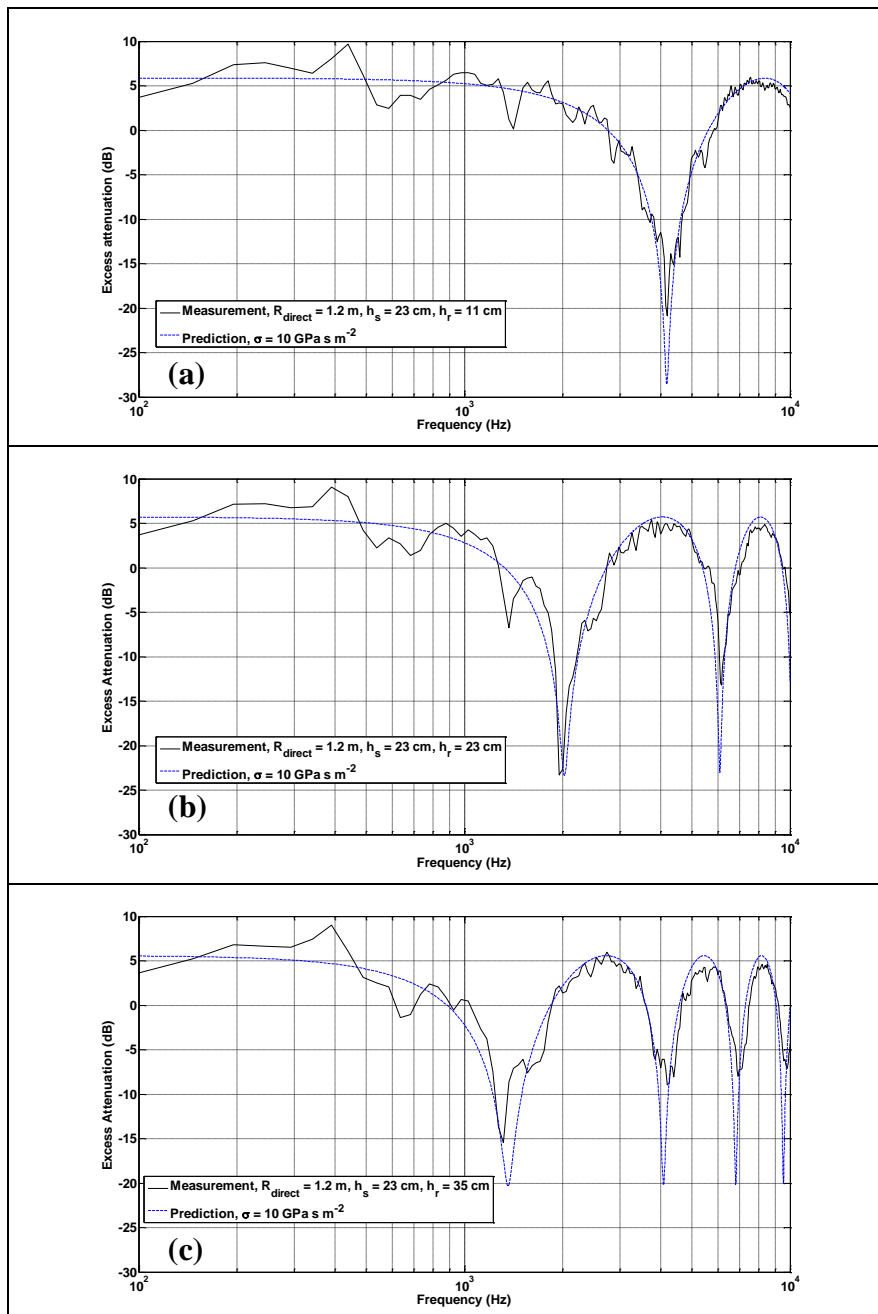 10
5
0
-5
-10
-15
-20
-25
-30
Excess attenuation (dB)
Measurement, R_direct = 1.2 m, h_s = 23 cm, h_r = 11 cm
Prediction, σ = 10 GPa s m^-2
(a)
10^2
10^3
10^4
Frequency (Hz)
10
5
0
-5
-10
-15
-20
-25
-30
Excess Attenuation (dB)
Measurement, R_direct = 1.2 m, h_s = 23 cm, h_r = 23 cm
Prediction, σ = 10 GPa s m^-2
(b)
10^2
10^3
10^4
Frequency (Hz)
10
5
0
-5
-10
-15
-20
-25
-30
Excess Attenuation (dB)
Measurement, R_direct = 1.2 m, h_s = 23 cm, h_r = 35 cm
Prediction, σ = 10 GPa s m^-2
(c)
10^2
10^3
10^4
Frequency (Hz)